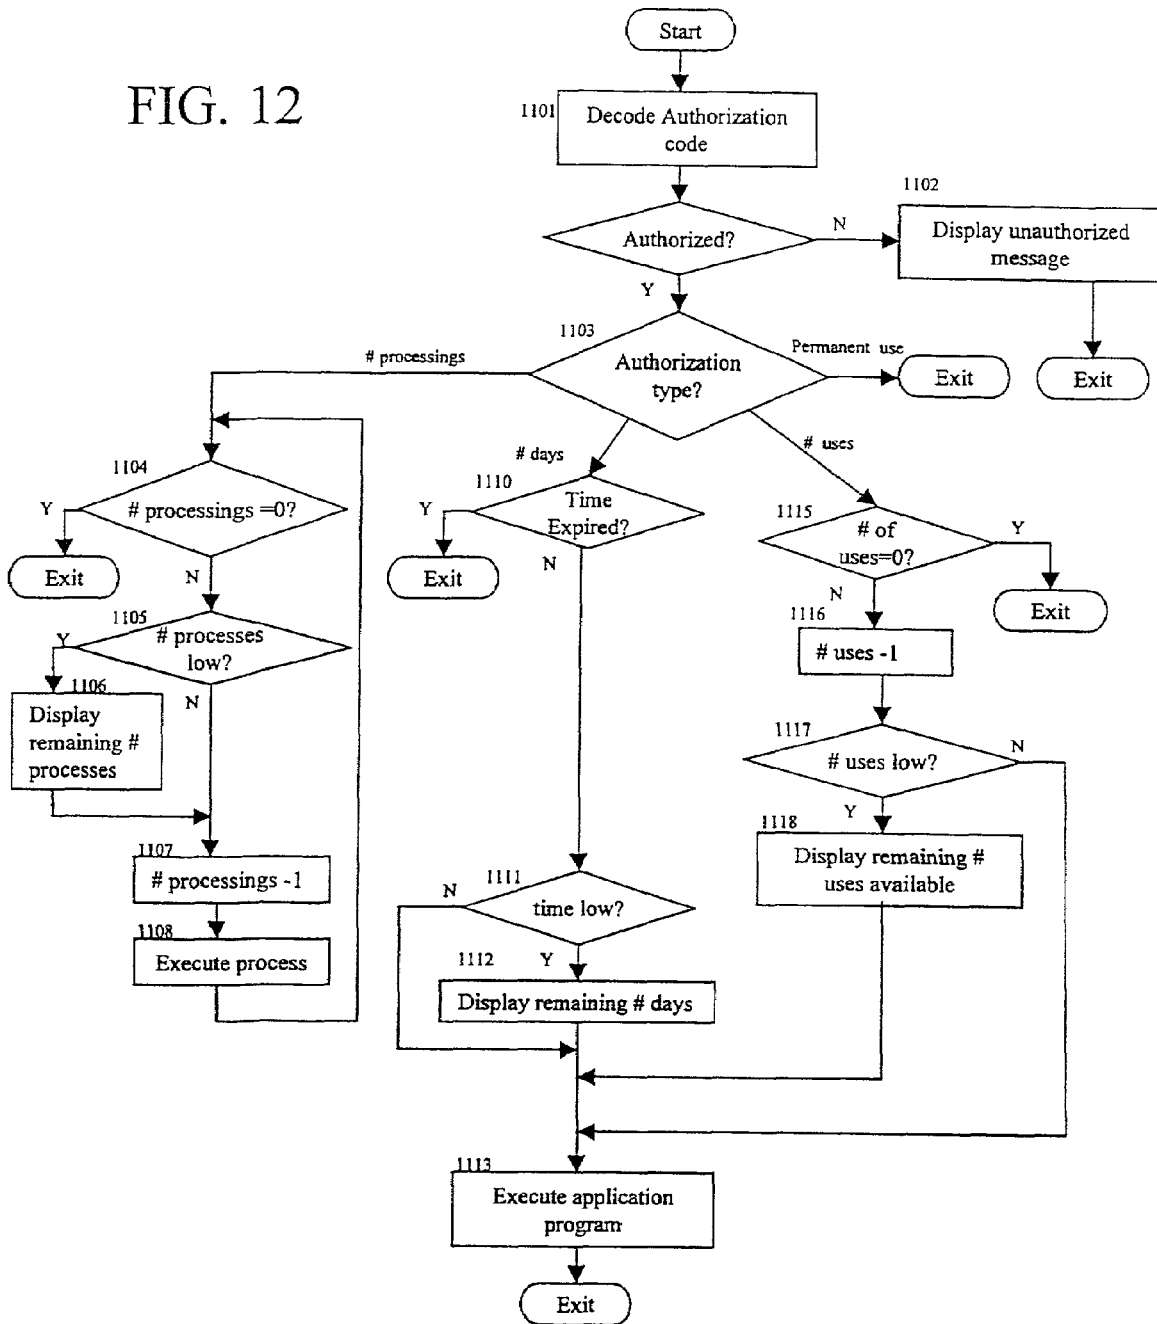 Start
FIG. 12
1101
Decode Authorization
code
1102
Authorized?
N
Display unauthorized
message
Y
1103
# processings
Authorization
type?
Permanent use
Exit
Exit
# days
# uses
1104
Y
# processings =0?
Exit
N
1110
Y
Time
Expired?
N
Exit
1115
# of
uses=0?
Y
N
Exit
1105
Y
# processes
low?
N
1116
# uses -1
1106
Display
remaining #
processes
1117
# uses low?
N
Y
1118
Display remaining #
uses available
1107
# processings -1
1108
Execute process
1111
N
time low?
Y
1112
Display remaining # days
1113
Execute application
program
Exit